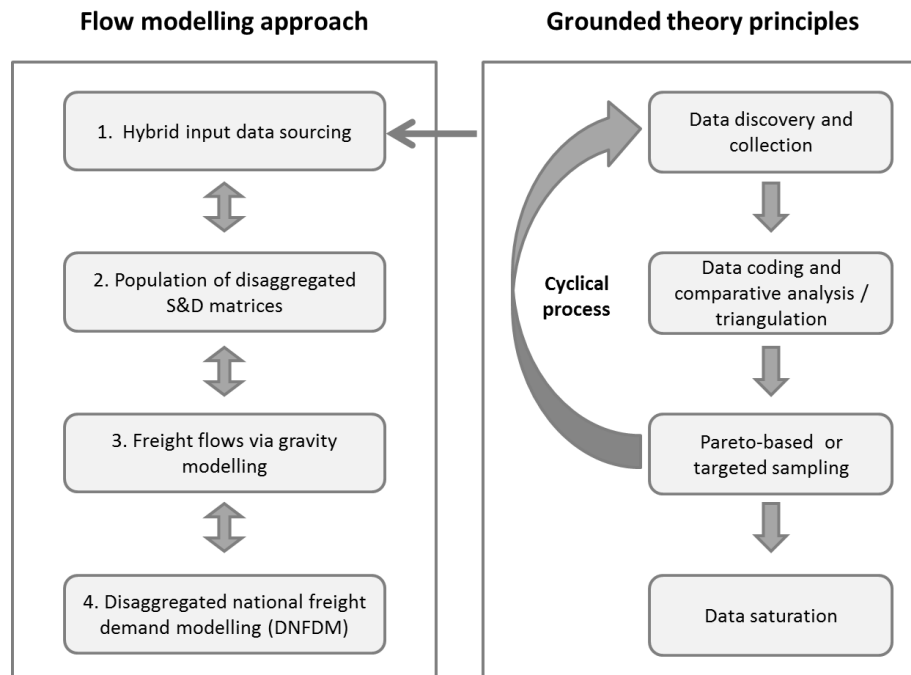 Flow modelling approach
1. Hybrid input data sourcing
2. Population of disaggregated
S&D matrices
3. Freight flows via gravity
modelling
4. Disaggregated national freight
demand modelling (DNFDM)
Grounded theory principles
Data discovery and
collection
Data coding and
comparative analysis /
triangulation
Cyclical
process
Pareto-based or
targeted sampling
Data saturation